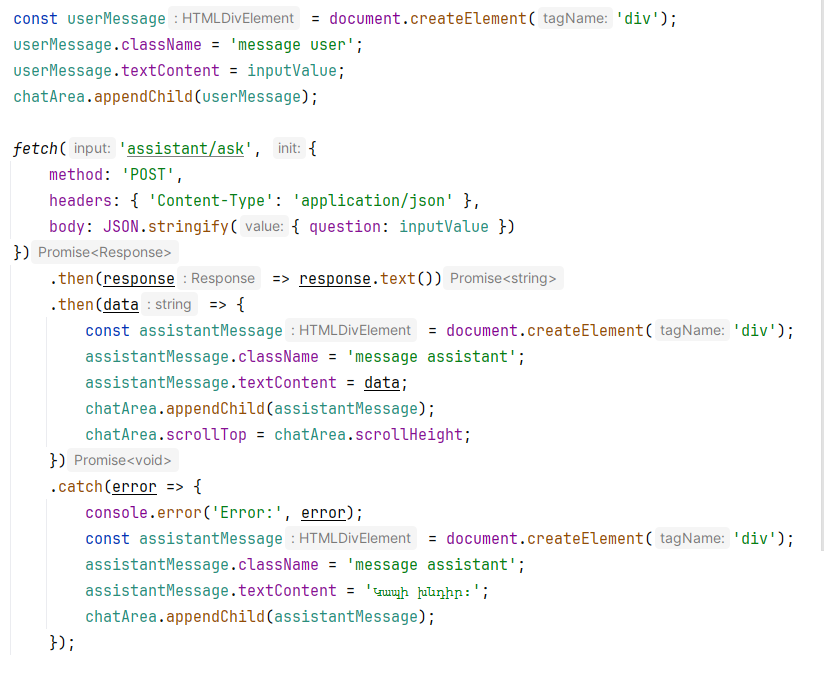 const userMessage : HTMLDivElement = document.createElement( tagName: 'div');
userMessage.className = 'message user';
userMessage.textContent = inputValue;
chatArea.appendChild(userMessage);
fetch( input: 'assistant/ask', init: {
    method: 'POST',
    headers: { 'Content-Type': 'application/json' },
    body: JSON.stringify( value: { question: inputValue })
}) Promise<Response>
    .then(response : Response => response.text()) Promise<string>
    .then(data : string => {
        const assistantMessage : HTMLDivElement = document.createElement( tagName: 'div');
        assistantMessage.className = 'message assistant';
        assistantMessage.textContent = data;
        chatArea.appendChild(assistantMessage);
        chatArea.scrollTop = chatArea.scrollHeight;
    }) Promise<void>
    .catch(error => {
        console.error('Error:', error);
        const assistantMessage : HTMLDivElement = document.createElement( tagName: 'div');
        assistantMessage.className = 'message assistant';
        assistantMessage.textContent = 'Կապի խնդիր:';
        chatArea.appendChild(assistantMessage);
    });